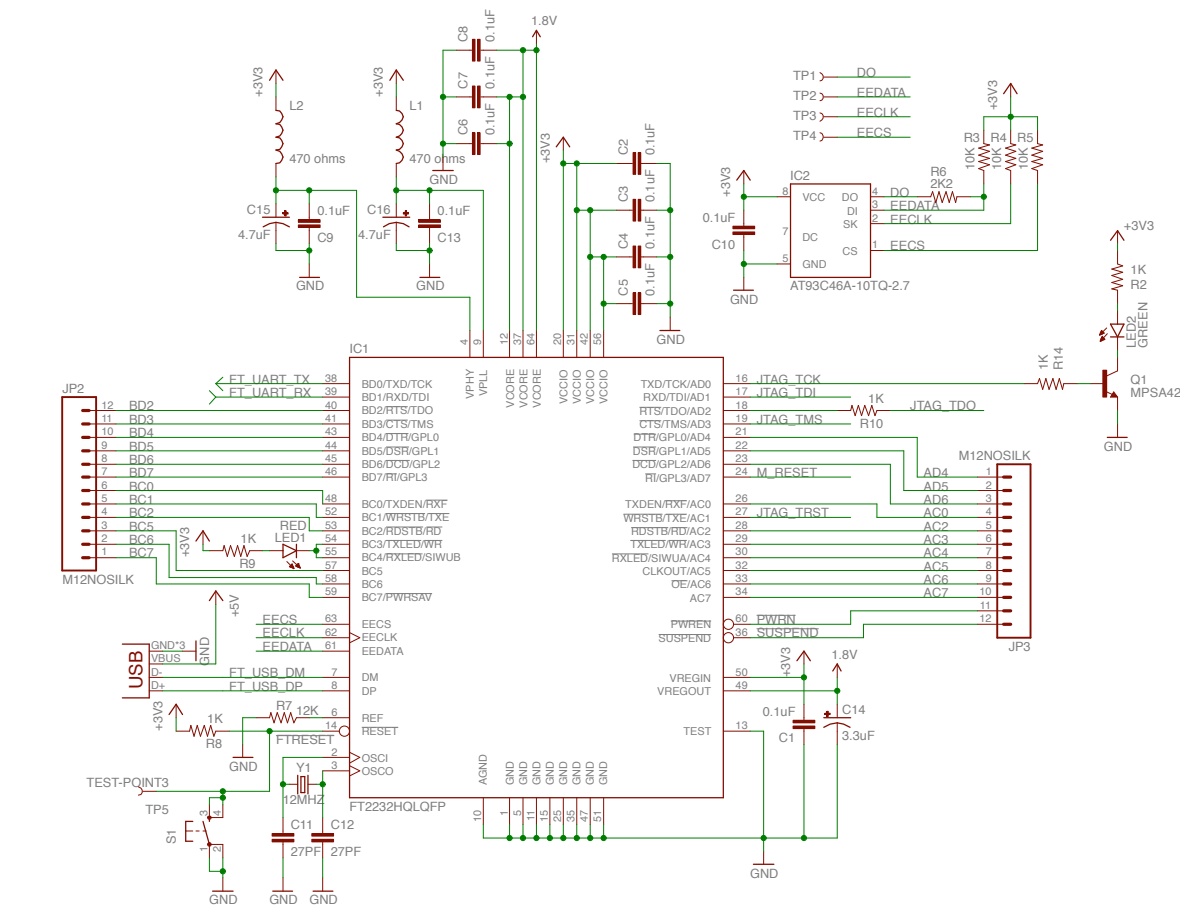 1.8V
C8
0.1uF
C7
0.1uF
C6
0.1uF
GND
+3V3
L2
470 ohms
C15
4.7uF
0.1uF
C9
GND
+3V3
L1
470 ohms
C16
4.7uF
0.1uF
C13
GND
+3V3
C2
0.1uF
C3
0.1uF
C4
0.1uF
C5
0.1uF
GND
TP1 DO
TP2 EEDATA
TP3 EECLK
TP4 EECS
+3V3
R3 R4 R5
10K 10K 10K
R6
2K2
+3V3
0.1uF
C10
GND
IC2
8 VCC DO 4 DO
DI 3 EEDATA
SK 2 EECLK
7 DC
CS 1 EECS
5 GND
AT93C46A-10TQ-2.7
+3V3
1K
R2
LED2
GREEN
1K
R14
Q1
MPSA42
GND
IC1
4 9 12 37 64 20 31 42 56
VPHY VPLL VCORE VCORE VCORE VCCIO VCCIO VCCIO VCCIO
FT_UART_TX 38 BD0/TXD/TCK
FT_UART_RX 39 BD1/RXD/TDI
40 BD2/RTS/TDO
41 BD3/CTS/TMS
43 BD4/DTR/GPL0
44 BD5/DSR/GPL1
45 BD6/DCD/GPL2
46 BD7/RI/GPL3
48 BC0/TXDEN/RXF
52 BC1/WRSTB/TXE
53 BC2/RDSTB/RD
54 BC3/TXLED/WR
55 BC4/RXLED/SIWUB
57 BC5
58 BC6
59 BC7/PWRSAV
EECS 63 EECS
EECLK 62 EECLK
EEDATA 61 EEDATA
FT_USB_DM 7 DM
FT_USB_DP 8 DP
6 REF
FTRESET 14 RESET
2 OSCI
3 OSCO
FT2232HQLQFP
JP2
12 BD2
11 BD3
10 BD4
9 BD5
8 BD6
7 BD7
6 BC0
5 BC1
4 BC2
3 BC5
2 BC6
1 BC7
M12NOSILK
+3V3
1K
R9
RED
LED1
+5V
USB
GND*3
VBUS
D-
D+
GND
R7 12K
+3V3
1K
R8
GND
TEST-POINT3
TP5
S1
3 4
1 2
GND
Y1
12MHZ
C11
27PF
C12
27PF
GND
GND
TXD/TCK/AD0 16 JTAG_TCK
RXD/TDI/AD1 17 JTAG_TDI
RTS/TDO/AD2 18
1K
R10
JTAG_TDO
CTS/TMS/AD3 19 JTAG_TMS
DTR/GPL0/AD4 21
DSR/GPL1/AD5 22
DCD/GPL2/AD6 23
RI/GPL3/AD7 24 M_RESET
TXDEN/RXF/AC0 26
WRSTB/TXE/AC1 27 JTAG_TRST
RDSTB/RD/AC2 28
TXLED/WR/AC3 29
RXLED/SIWUA/AC4 30
CLKOUT/AC5 32
OE/AC6 33
AC7 34
PWREN 60 PWRN
SUSPEND 36 SUSPEND
VREGIN 50
VREGOUT 49
TEST 13
M12NOSILK
AD4 1
AD5 2
AD6 3
AC0 4
AC2 5
AC3 6
AC4 7
AC5 8
AC6 9
AC7 10
11
12
JP3
+3V3
1.8V
0.1uF
C1
C14
3.3uF
AGND GND GND GND GND GND GND GND GND
10 1 5 11 15 25 35 47 51
GND